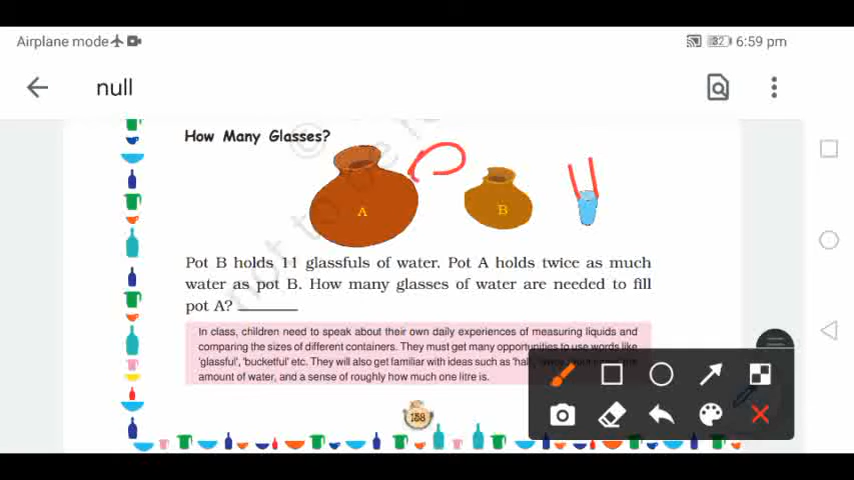 Airplane mode 32 6:59 pm
null
How Many Glasses?
A B
Pot B holds 11 glassfuls of water. Pot A holds twice as much
water as pot B. How many glasses of water are needed to fill
pot A?
In class, children need to speak about their own daily experiences of measuring liquids and
comparing the sizes of different containers. They must get many opportunities to use words like
'glassful', 'bucketful' etc. They will also get familiar with ideas such as
amount of water, and a sense of roughly how much one litre is.
158